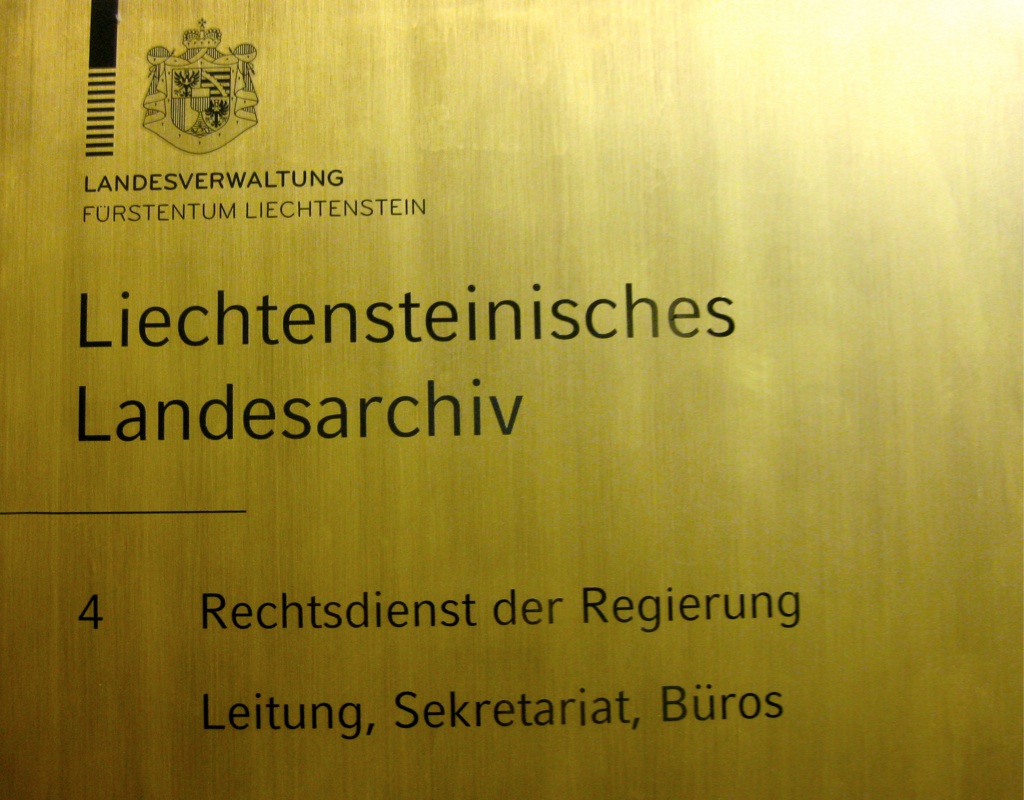 LANDESVERWALTUNG
FÜRSTENTUM LIECHTENSTEIN
Liechtensteinisches
Landesarchiv
4 Rechtsdienst der Regierung
Leitung, Sekretariat, Büros